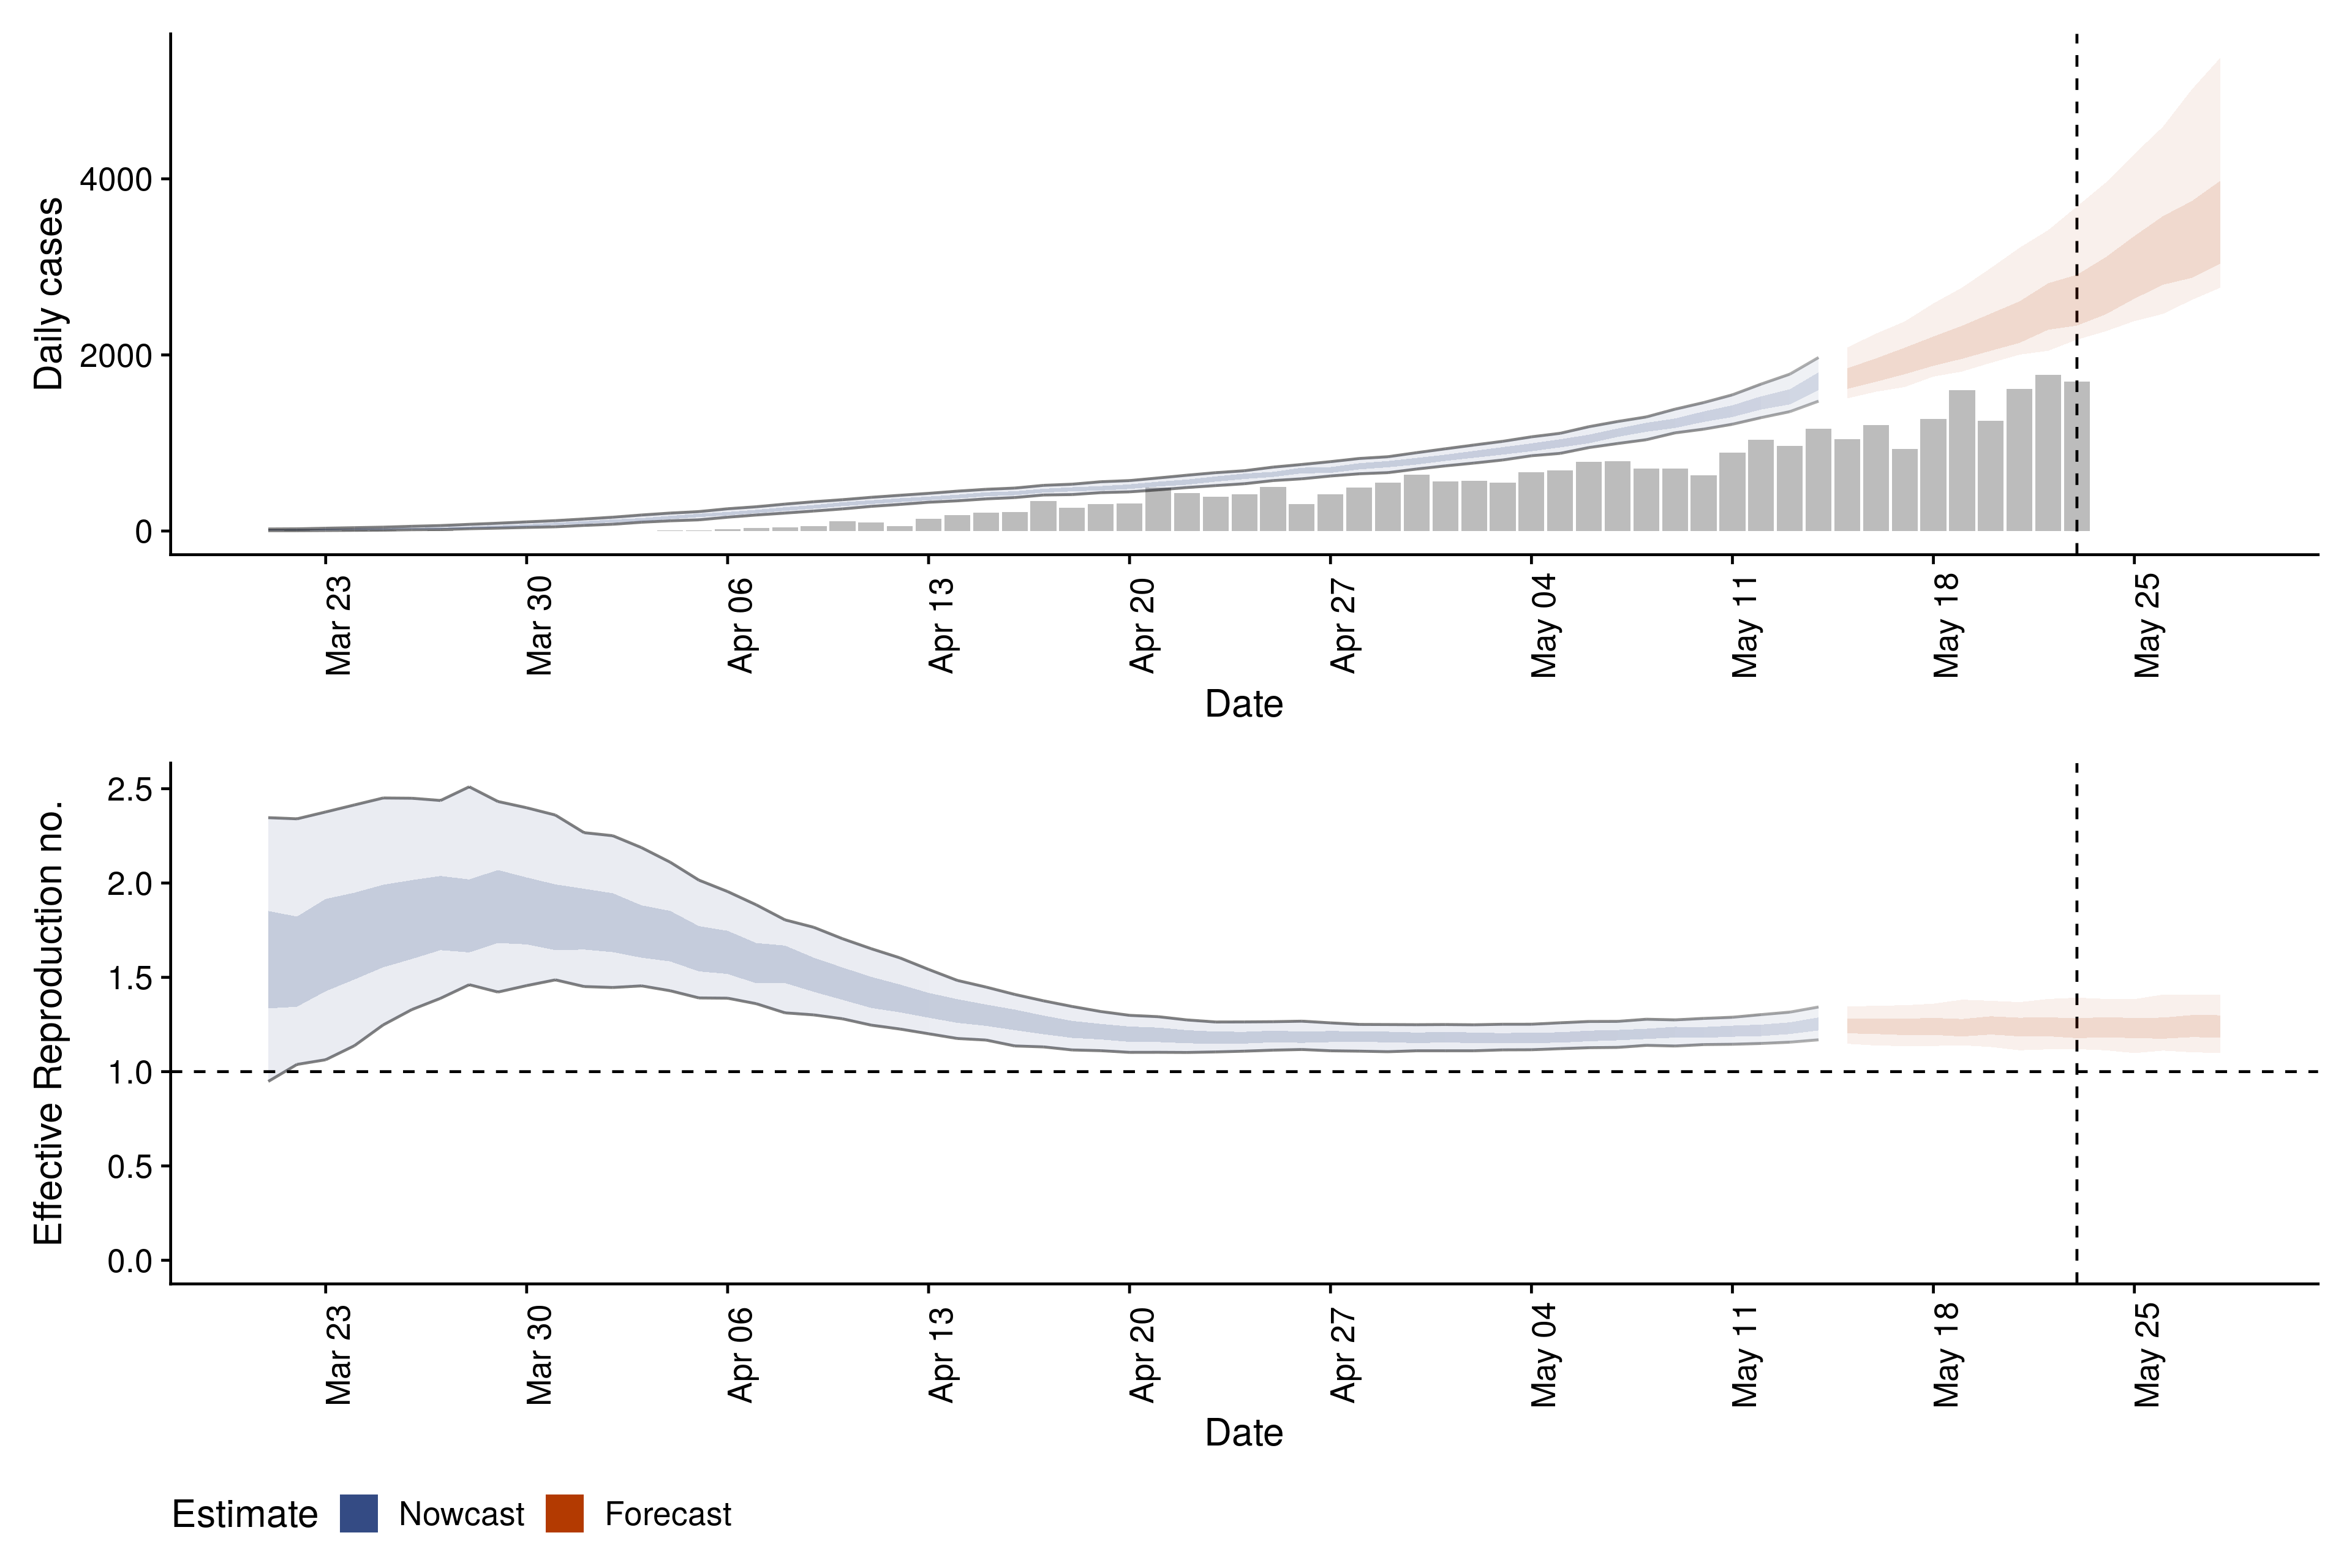 Daily cases
4000
2000
0
Mar 23
Mar 30
Apr 06
Apr 13
Apr 20
Apr 27
May 04
May 11
May 18
May 25
Date
Effective Reproduction no.
2.5
2.0
1.5
1.0
0.5
0.0
Mar 23
Mar 30
Apr 06
Apr 13
Apr 20
Apr 27
May 04
May 11
May 18
May 25
Date
Estimate Nowcast Forecast